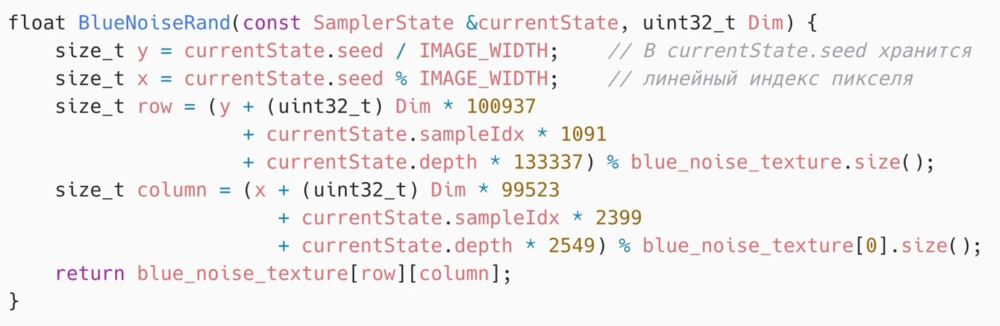 float BlueNoiseRand(const SamplerState &currentState, uint32_t Dim) {
    size_t y = currentState.seed / IMAGE_WIDTH;    // В currentState.seed хранится
    size_t x = currentState.seed % IMAGE_WIDTH;    // линейный индекс пикселя
    size_t row = (y + (uint32_t) Dim * 100937
                    + currentState.sampleIdx * 1091
                    + currentState.depth * 133337) % blue_noise_texture.size();
    size_t column = (x + (uint32_t) Dim * 99523
                       + currentState.sampleIdx * 2399
                       + currentState.depth * 2549) % blue_noise_texture[0].size();
    return blue_noise_texture[row][column];
}